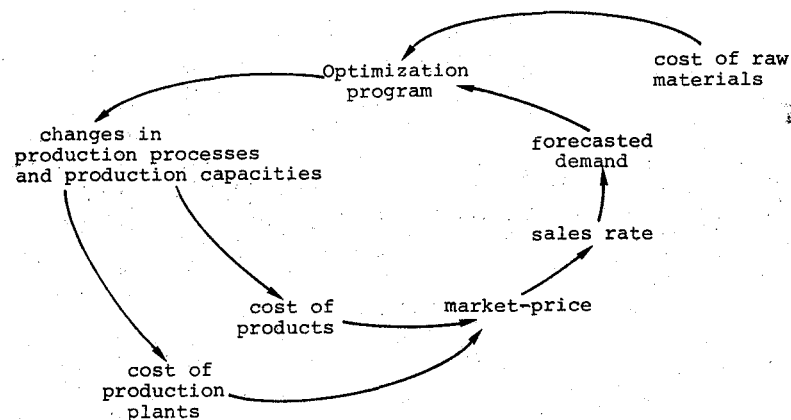 cost of raw
materials
Optimization
program
changes in
production processes
and production capacities
forecasted
demand
sales rate
cost of
products
market-price
cost of
production
plants